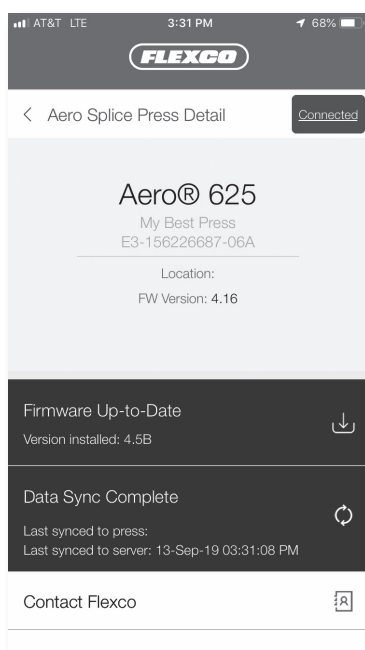 AT&T LTE 3:31 PM 68%
FLEXCO
Aero Splice Press Detail Connected
Aero® 625
My Best Press
E3-156226687-06A
Location:
FW Version: 4.16
Firmware Up-to-Date
Version installed: 4.5B
Data Sync Complete
Last synced to press:
Last synced to server: 13-Sep-19 03:31:08 PM
Contact Flexco